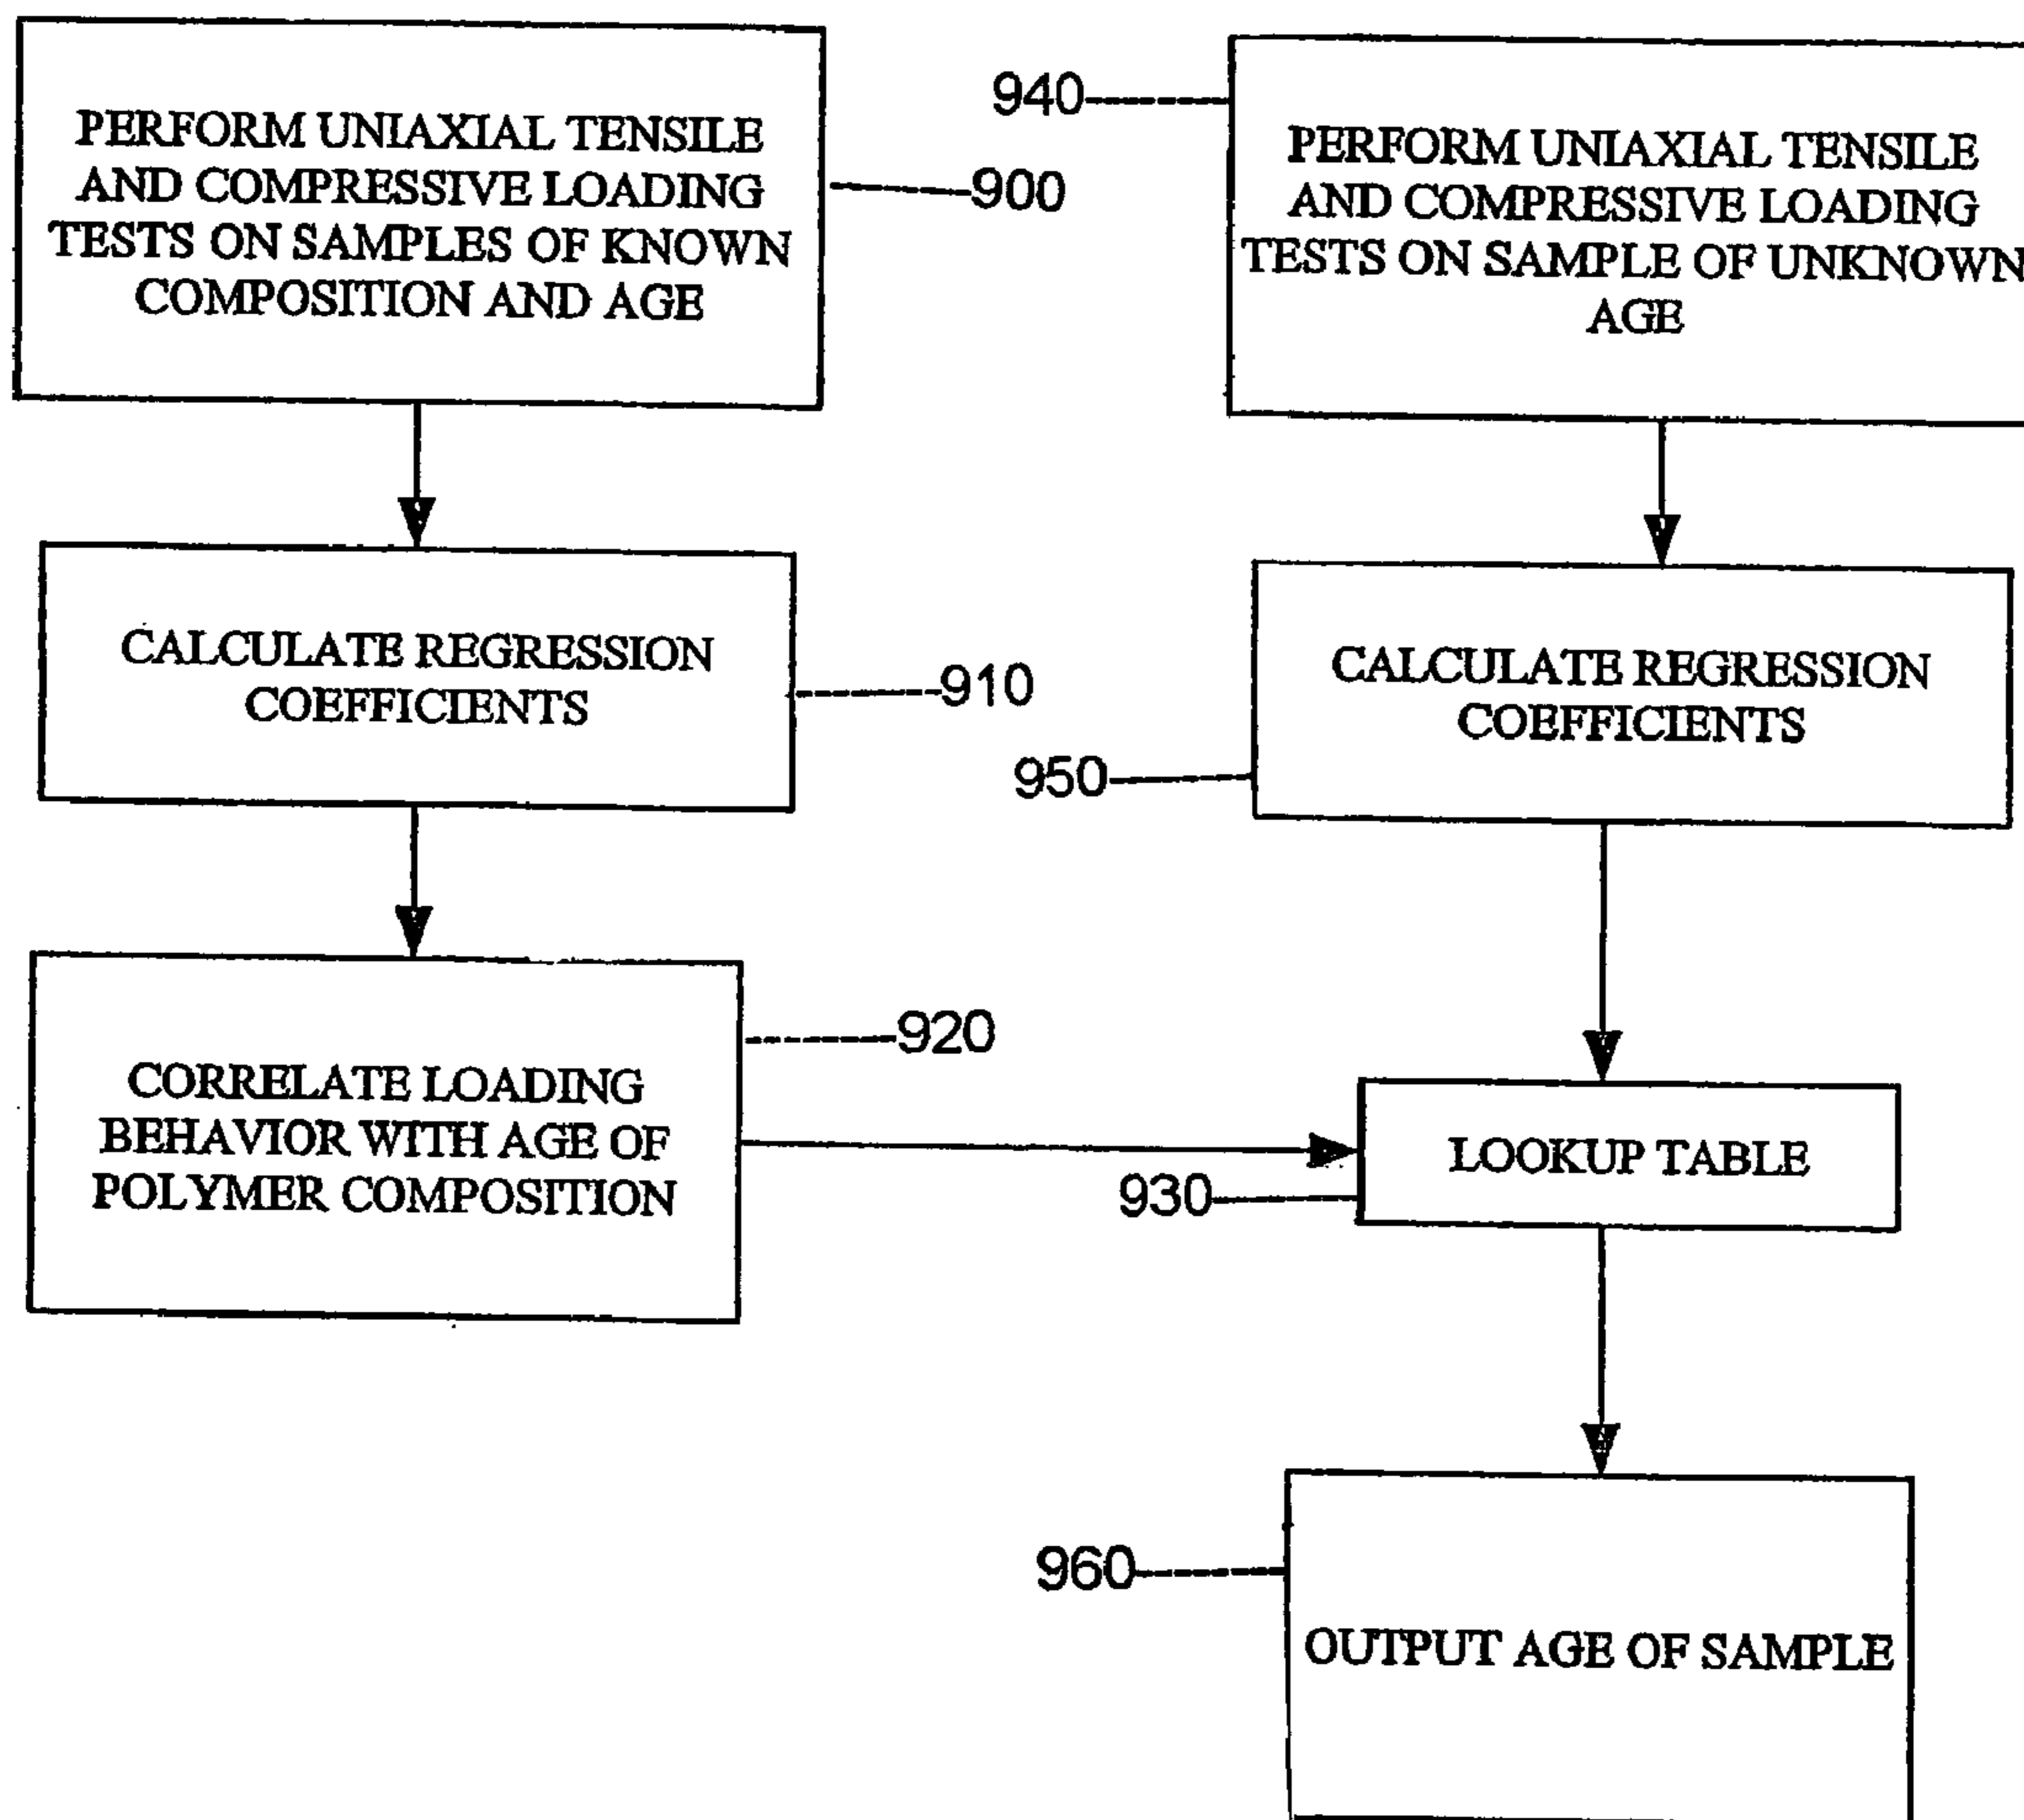 PERFORM UNIAXIAL TENSILE
AND COMPRESSIVE LOADING
TESTS ON SAMPLES OF KNOWN
COMPOSITION AND AGE
900
940
PERFORM UNIAXIAL TENSILE
AND COMPRESSIVE LOADING
TESTS ON SAMPLE OF UNKNOWN
AGE
CALCULATE REGRESSION
COEFFICIENTS
910
CALCULATE REGRESSION
COEFFICIENTS
950
CORRELATE LOADING
BEHAVIOR WITH AGE OF
POLYMER COMPOSITION
920
LOOKUP TABLE
930
960
OUTPUT AGE OF SAMPLE